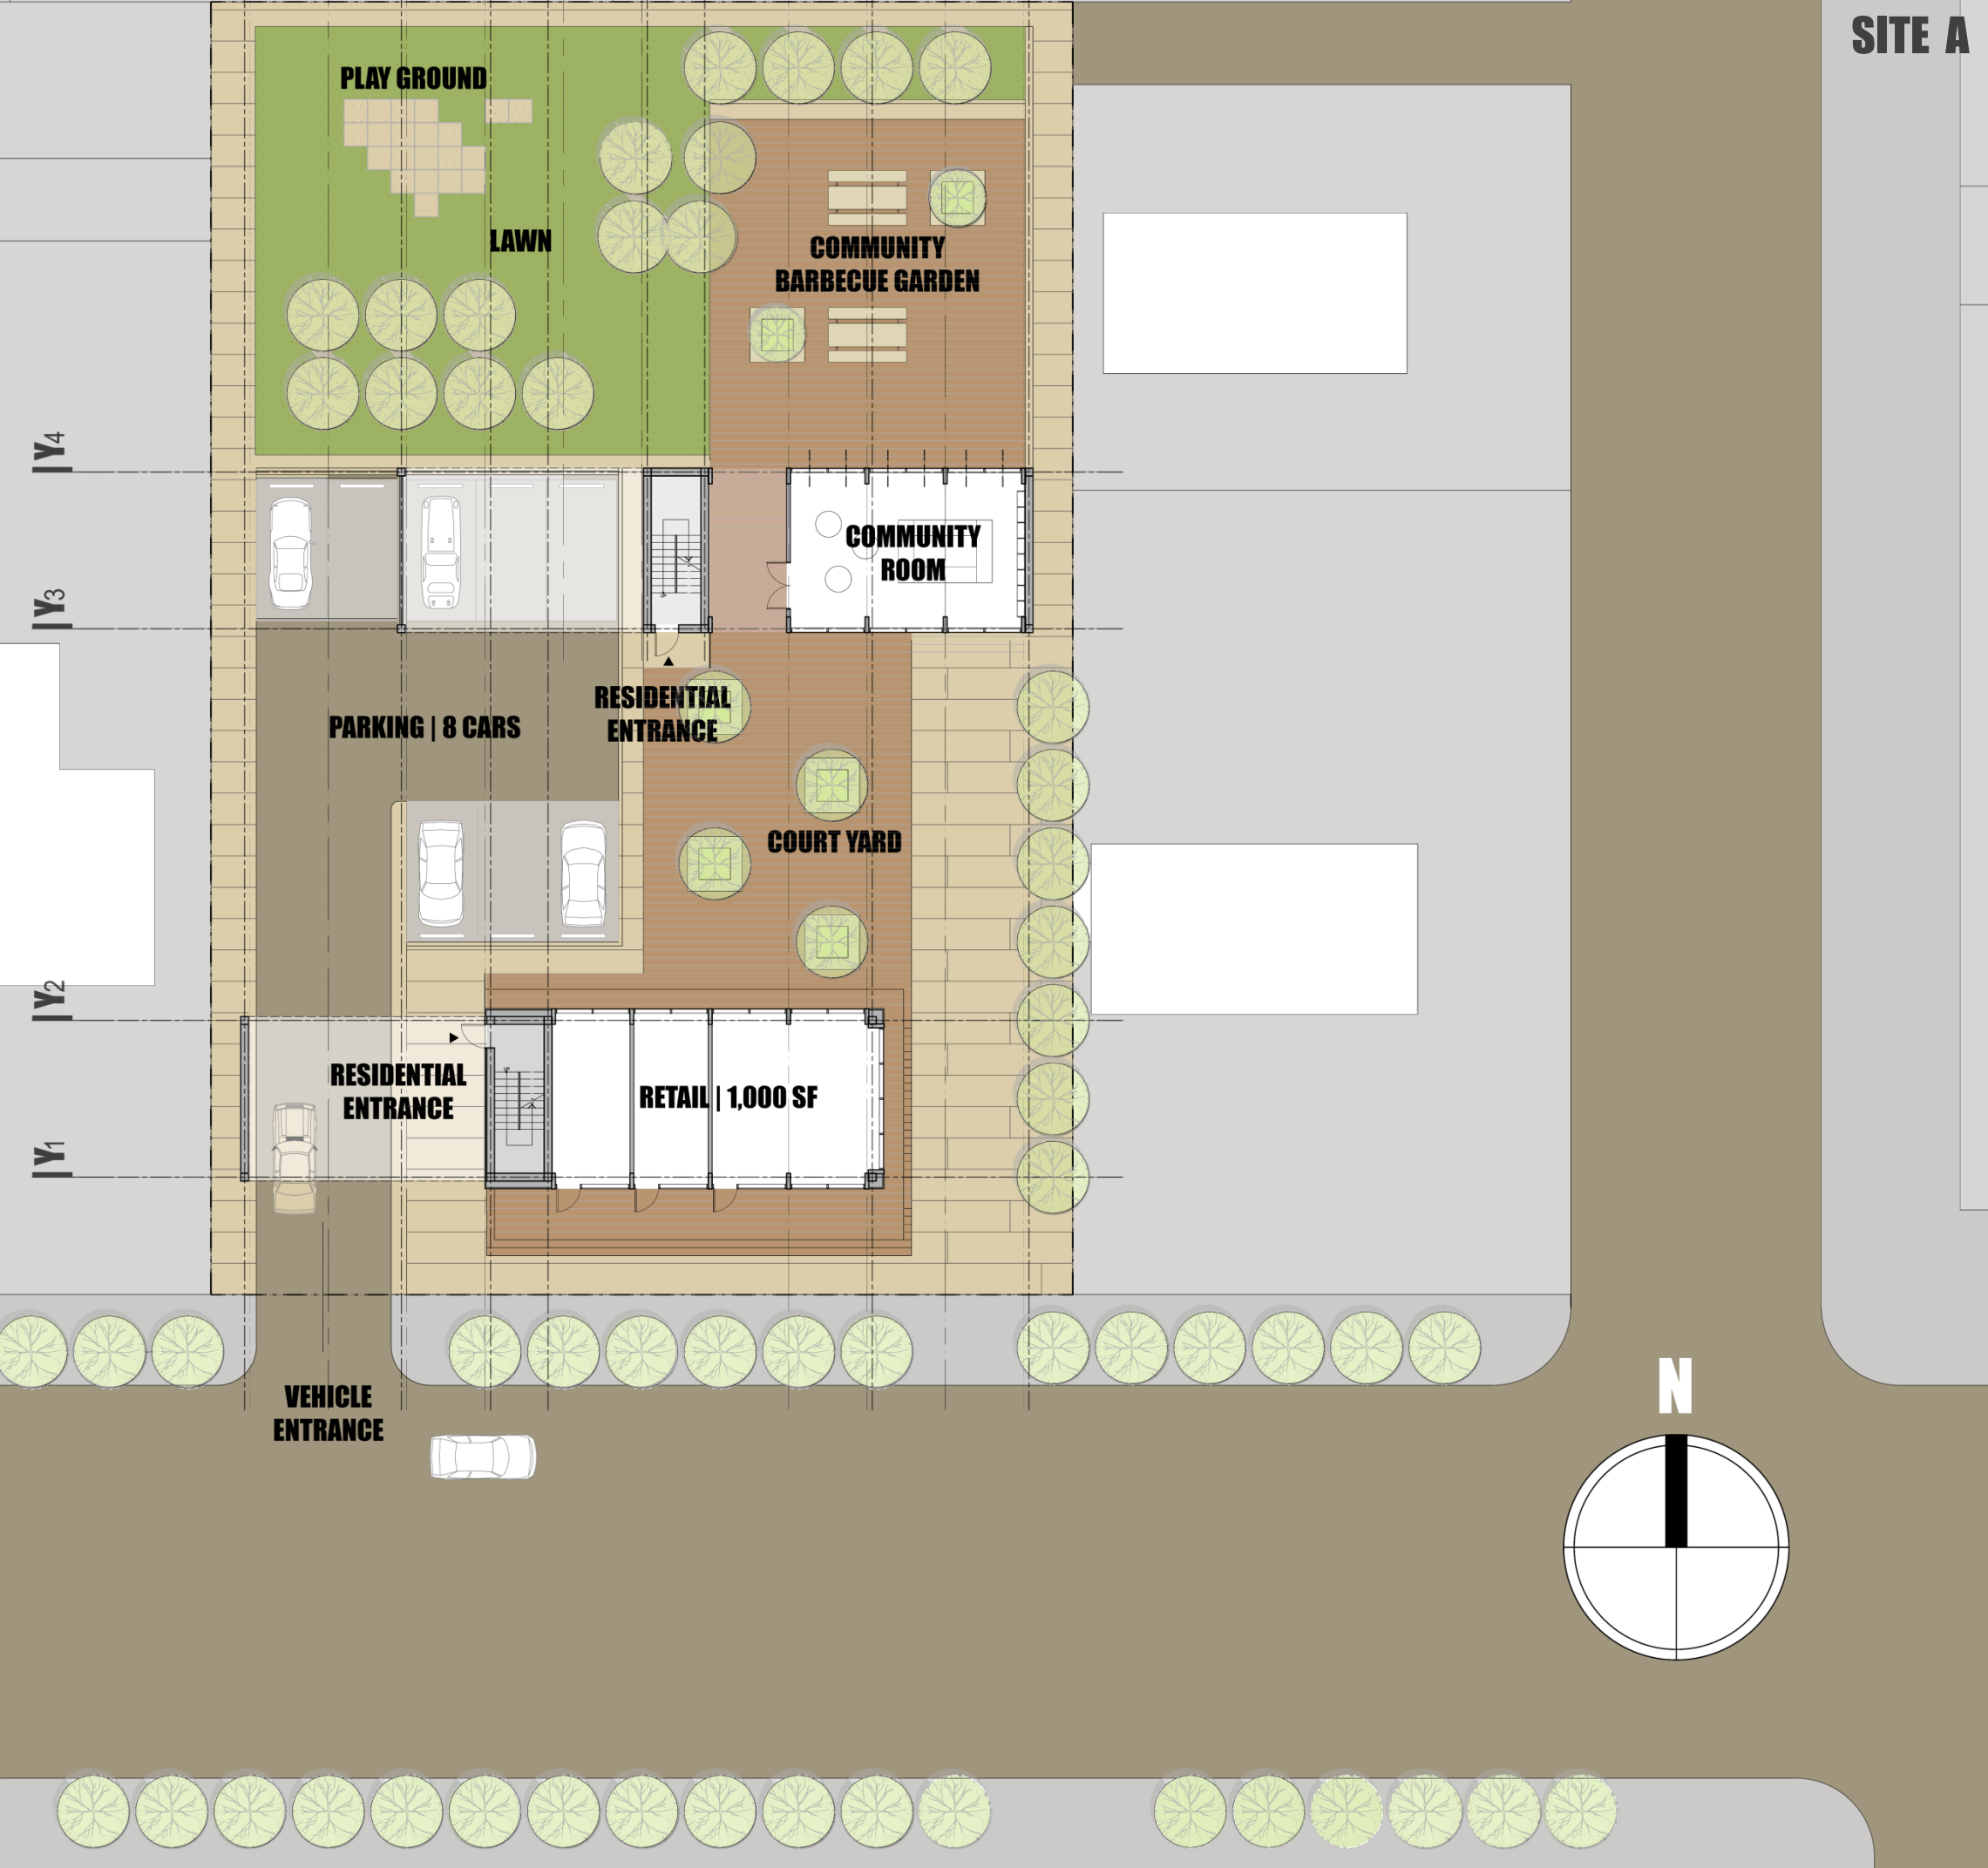 SITE A
PLAY GROUND
LAWN
COMMUNITY
BARBECUE GARDEN
Y4
COMMUNITY
ROOM
Y3
RESIDENTIAL
ENTRANCE
PARKING | 8 CARS
COURT YARD
Y2
RESIDENTIAL
ENTRANCE
RETAIL | 1,000 SF
Y1
VEHICLE
ENTRANCE
N